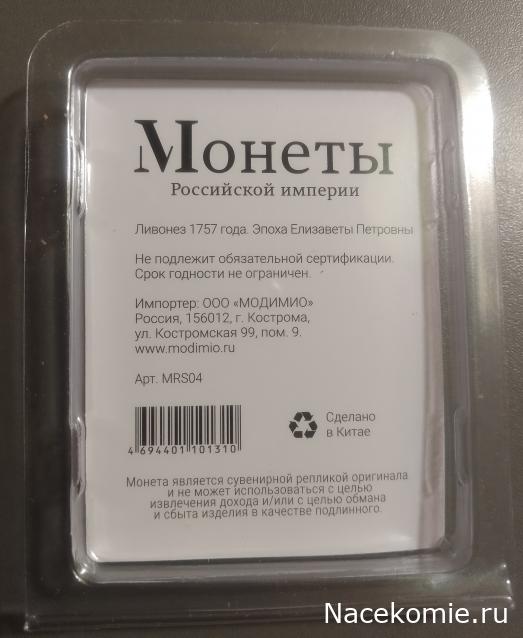 Монеты
Российской империи
Ливонез 1757 года. Эпоха Елизаветы Петровны
Не подлежит обязательной сертификации.
Срок годности не ограничен.
Импортер: ООО «МОДИМИО»
Россия, 156012, г. Кострома,
ул. Костромская 99, пом. 9.
www.modimio.ru
Арт. MRS04
4 694401 101310
Сделано
в Китае
Монета является сувенирной репликой оригинала
и не может использоваться с целью
извлечения дохода и/или с целью обмана
и сбыта изделия в качестве подлинного.
Nacekomie.ru